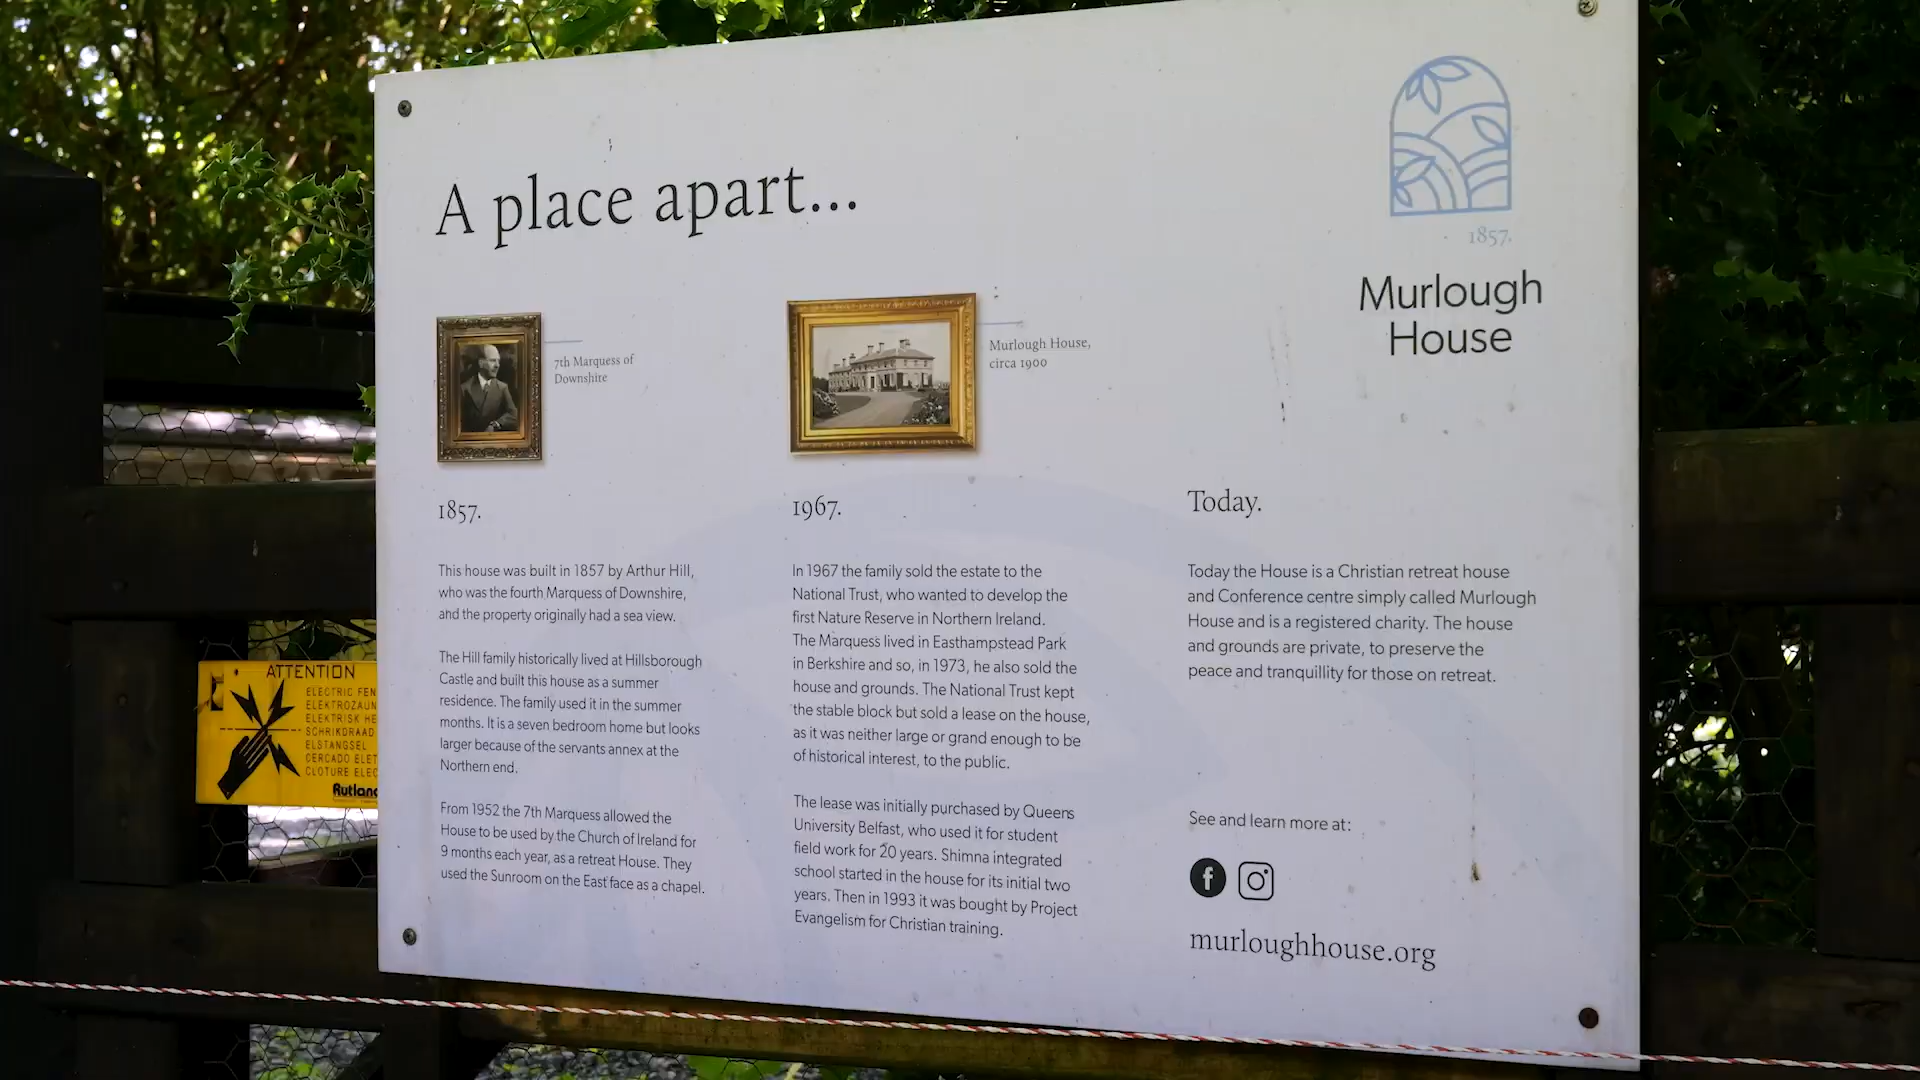 A place apart...
1857.
Murlough
House
7th Marquess of
Downshire
Murlough House,
circa 1900
1857.
This house was built in 1857 by Arthur Hill,
who was the fourth Marquess of Downshire,
and the property originally had a sea view.
The Hill family historically lived at Hillsborough
Castle and built this house as a summer
residence. The family used it in the summer
months. It is a seven bedroom home but looks
larger because of the servants annex at the
Northern end.
From 1952 the 7th Marquess allowed the
House to be used by the Church of Ireland for
9 months each year, as a retreat House. They
used the Sunroom on the East face as a chapel.
1967.
In 1967 the family sold the estate to the
National Trust, who wanted to develop the
first Nature Reserve in Northern Ireland.
The Marquess lived in Easthampstead Park
in Berkshire and so, in 1973, he also sold the
house and grounds. The National Trust kept
the stable block but sold a lease on the house,
as it was neither large or grand enough to be
of historical interest, to the public.
The lease was initially purchased by Queens
University Belfast, who used it for student
field work for 20 years. Shimna integrated
school started in the house for its initial two
years. Then in 1993 it was bought by Project
Evangelism for Christian training.
Today.
Today the House is a Christian retreat house
and Conference centre simply called Murlough
House and is a registered charity. The house
and grounds are private, to preserve the
peace and tranquillity for those on retreat.
See and learn more at:
murloughhouse.org
ATTENTION
ELECTRIC FEN
ELEKTROZAUN
ELEKTRISK HE
SCHRIKDRAAD
ELSTANGSEL
CERCADO ELET
CLOTURE ELEC
Rutland